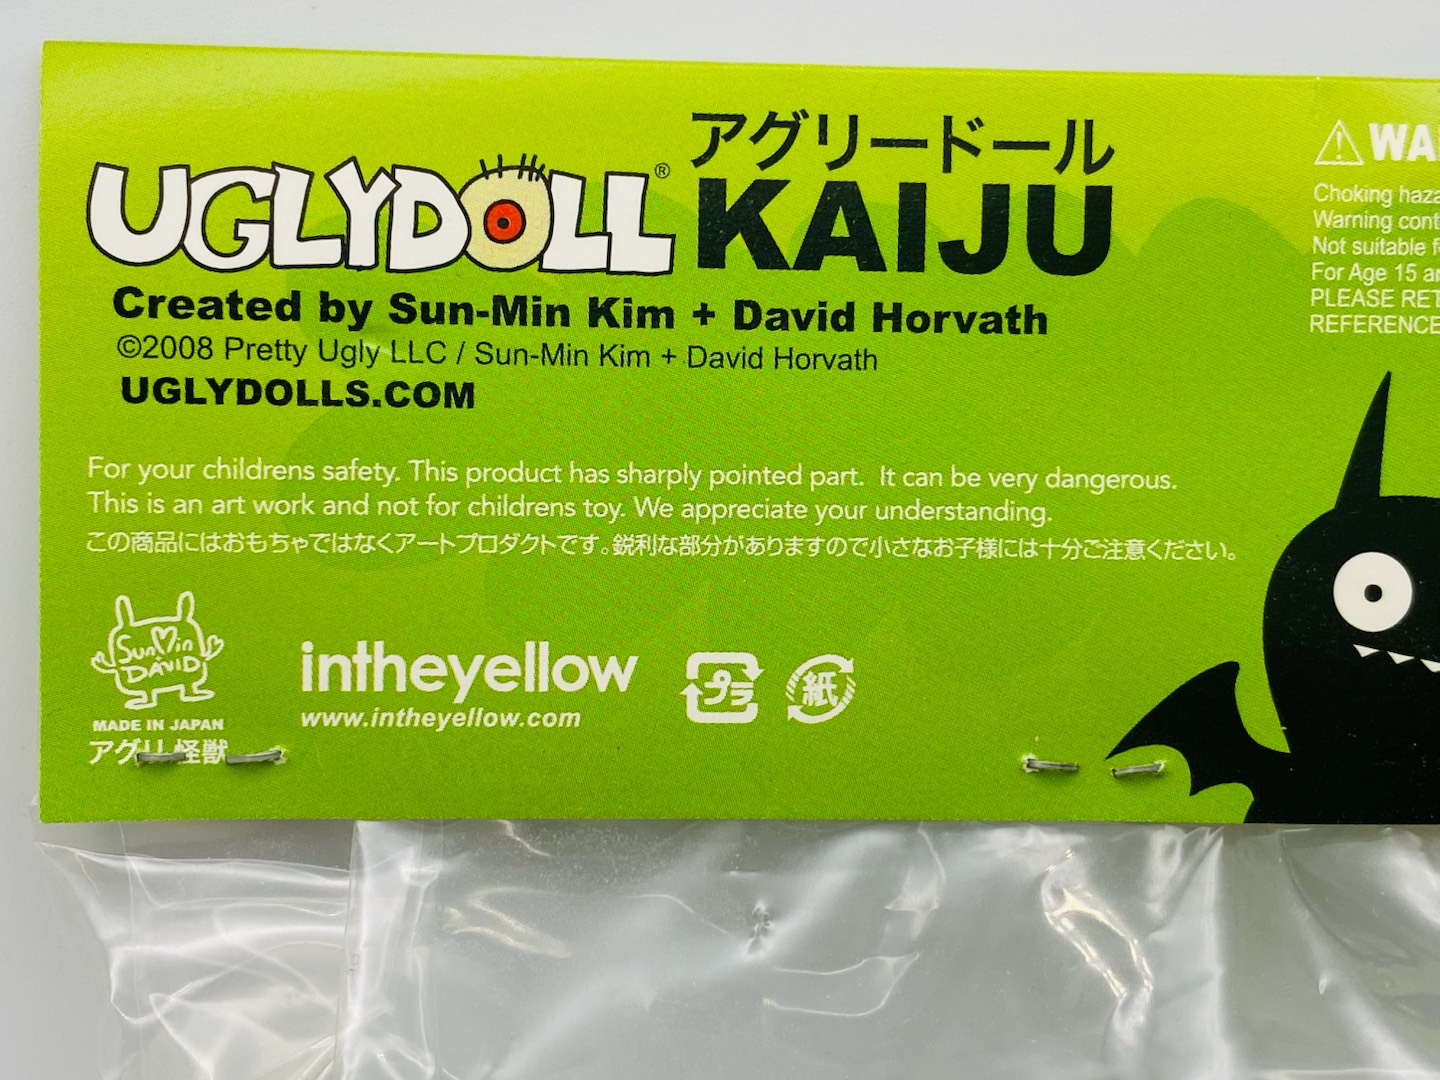 アグリードール
UGLYDOLL® KAIJU
Created by Sun-Min Kim + David Horvath
©2008 Pretty Ugly LLC / Sun-Min Kim + David Horvath
UGLYDOLLS.COM
For your childrens safety. This product has sharply pointed part. It can be very dangerous.
This is an art work and not for childrens toy. We appreciate your understanding.
この商品にはおもちゃではなくアートプロダクトです。鋭利な部分がありますので小さなお子様には十分ご注意ください。
SunMin
+
DAVID
MADE IN JAPAN
アグリ怪獣
intheyellow
www.intheyellow.com
プラ
紙
Choking
Warning
Not suitable
For Age 15
PLEASE
REFERENCE